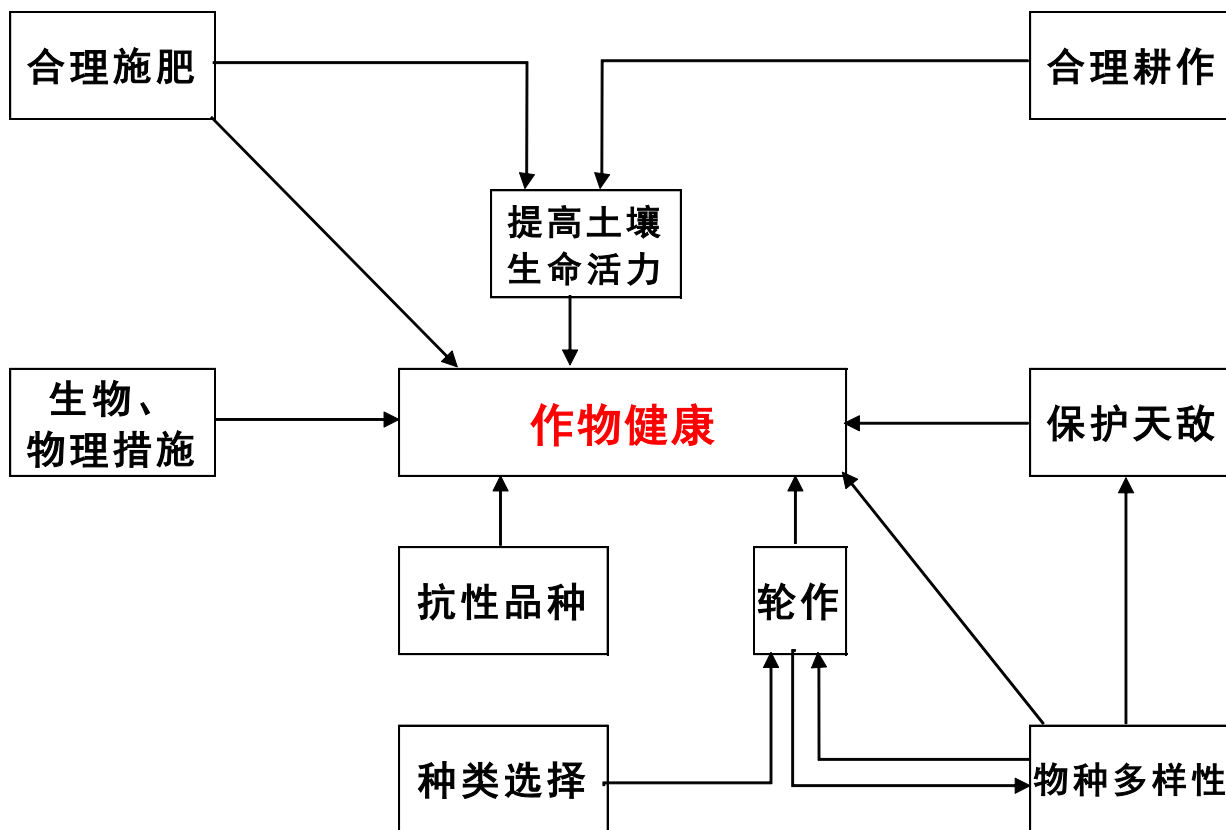 合理施肥
合理耕作
提高土壤
生命活力
生物、
物理措施
作物健康
保护天敌
抗性品种
轮作
种类选择
物种多样性